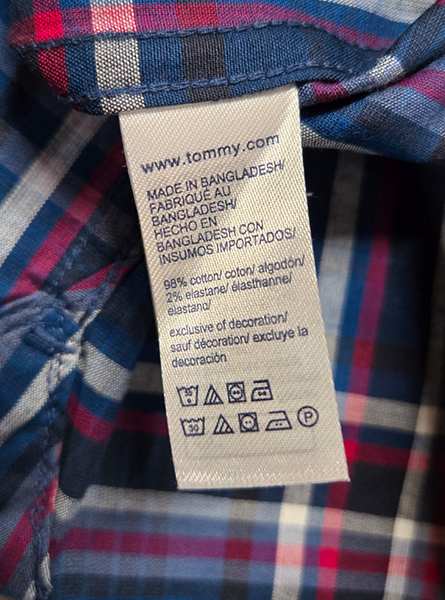 www.tommy.com
MADE IN BANGLADESH/
FABRIQUÉ AU
BANGLADESH/
HECHO EN
BANGLADESH CON
INSUMOS IMPORTADOS/
98% cotton/ coton/ algodón/
2% elastane/ élasthanne/
elastano/
exclusive of decoration/
sauf décoration/ excluye la
decoración
30
30 P